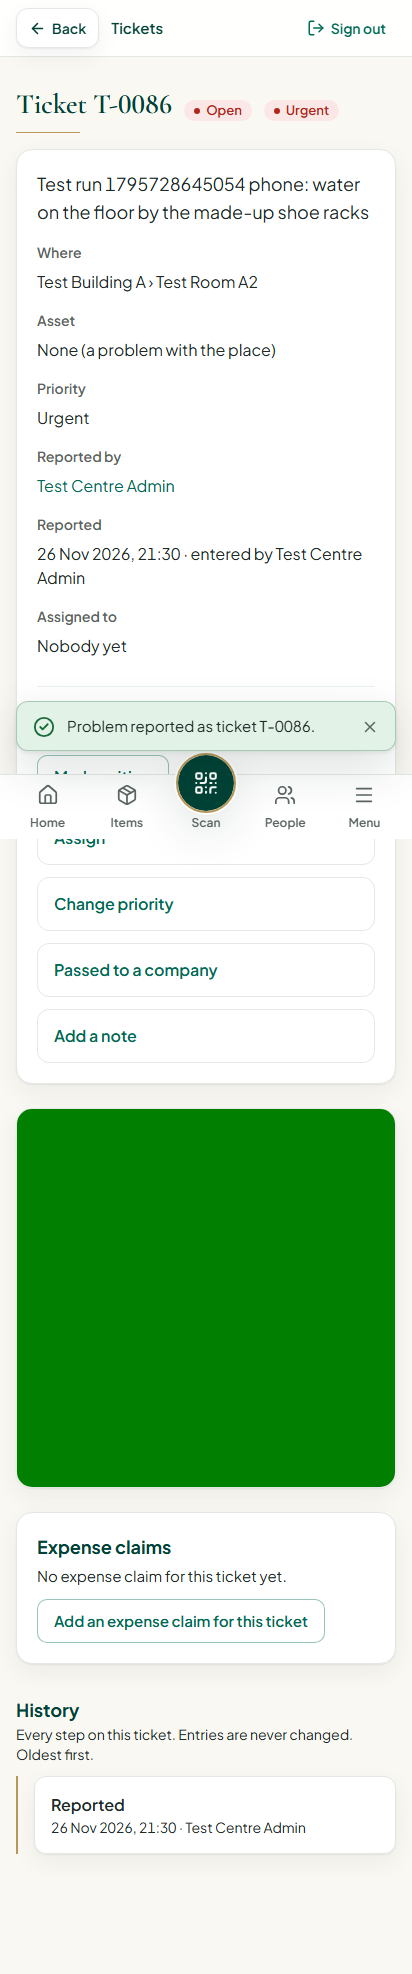 Back
Tickets
Sign out
Ticket T-0086
Open
Urgent
Test run 1795728645054 phone: water
on the floor by the made-up shoe racks
Where
Test Building A › Test Room A2
Asset
None (a problem with the place)
Priority
Urgent
Reported by
Test Centre Admin
Reported
26 Nov 2026, 21:30 · entered by Test Centre
Admin
Assigned to
Nobody yet
Problem reported as ticket T-0086.
Home
Items
Scan
People
Menu
Assign
Change priority
Passed to a company
Add a note
Expense claims
No expense claim for this ticket yet.
Add an expense claim for this ticket
History
Every step on this ticket. Entries are never changed.
Oldest first.
Reported
26 Nov 2026, 21:30 · Test Centre Admin